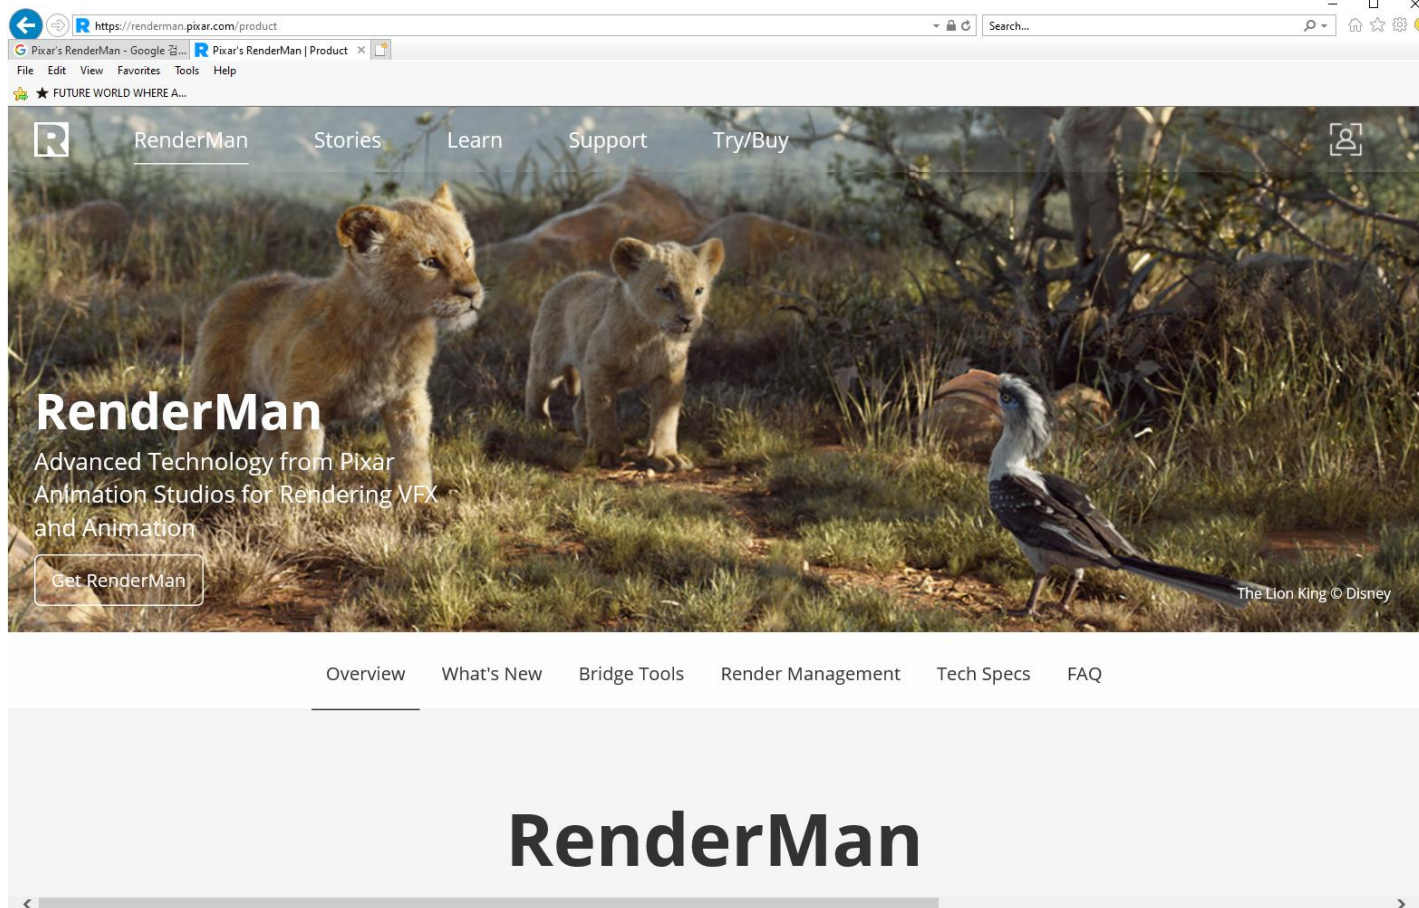 https://renderman.pixar.com/product
Search...
Pixar's RenderMan - Google 검...
Pixar's RenderMan | Product
File Edit View Favorites Tools Help
FUTURE WORLD WHERE A...
R RenderMan Stories Learn Support Try/Buy
RenderMan
Advanced Technology from Pixar
Animation Studios for Rendering VFX
and Animation
Get RenderMan
The Lion King © Disney
Overview What's New Bridge Tools Render Management Tech Specs FAQ
RenderMan